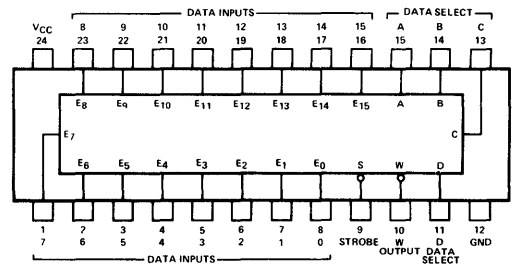 DATA INPUTS DATA SELECT
VCC 8 9 10 11 12 13 14 15 A B C
24 23 22 21 20 19 18 17 16 15 14 13
E8 E9 E10 E11 E12 E13 E14 E15 A B
E7 C
E6 E5 E4 E3 E2 E1 E0 S W D
1 2 3 4 5 6 7 8 9 10 11 12
7 6 5 4 3 2 1 0 STROBE W D GND
OUTPUT DATA
DATA INPUTS SELECT